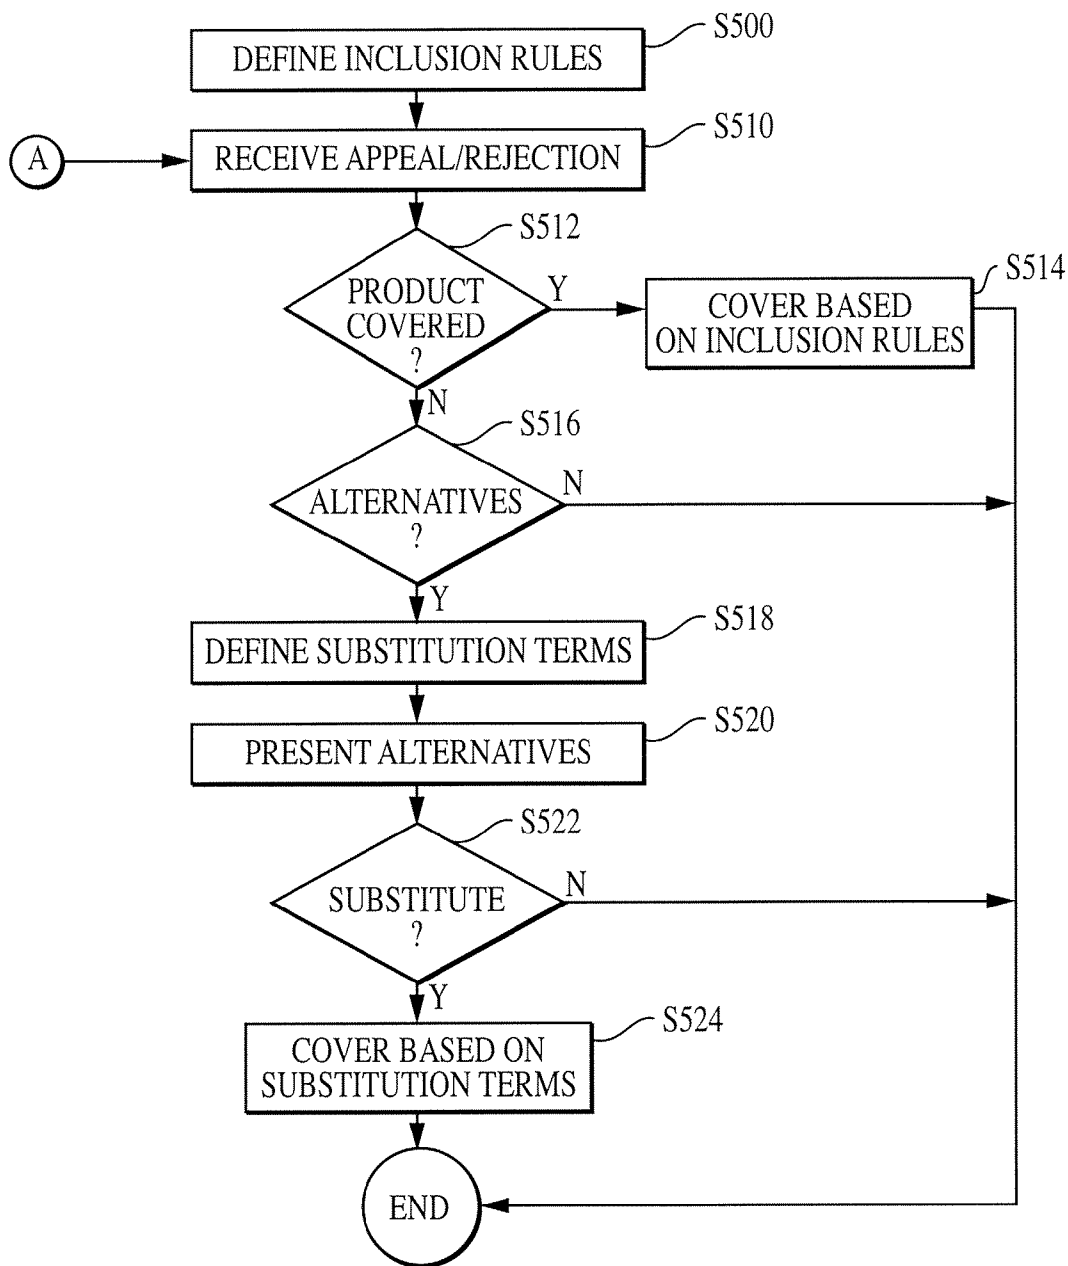 S500
DEFINE INCLUSION RULES
S510
A
RECEIVE APPEAL/REJECTION
S512
PRODUCT
COVERED
?
Y
S514
COVER BASED
ON INCLUSION RULES
N
S516
ALTERNATIVES
?
N
Y
S518
DEFINE SUBSTITUTION TERMS
S520
PRESENT ALTERNATIVES
S522
SUBSTITUTE
?
N
Y
S524
COVER BASED ON
SUBSTITUTION TERMS
END